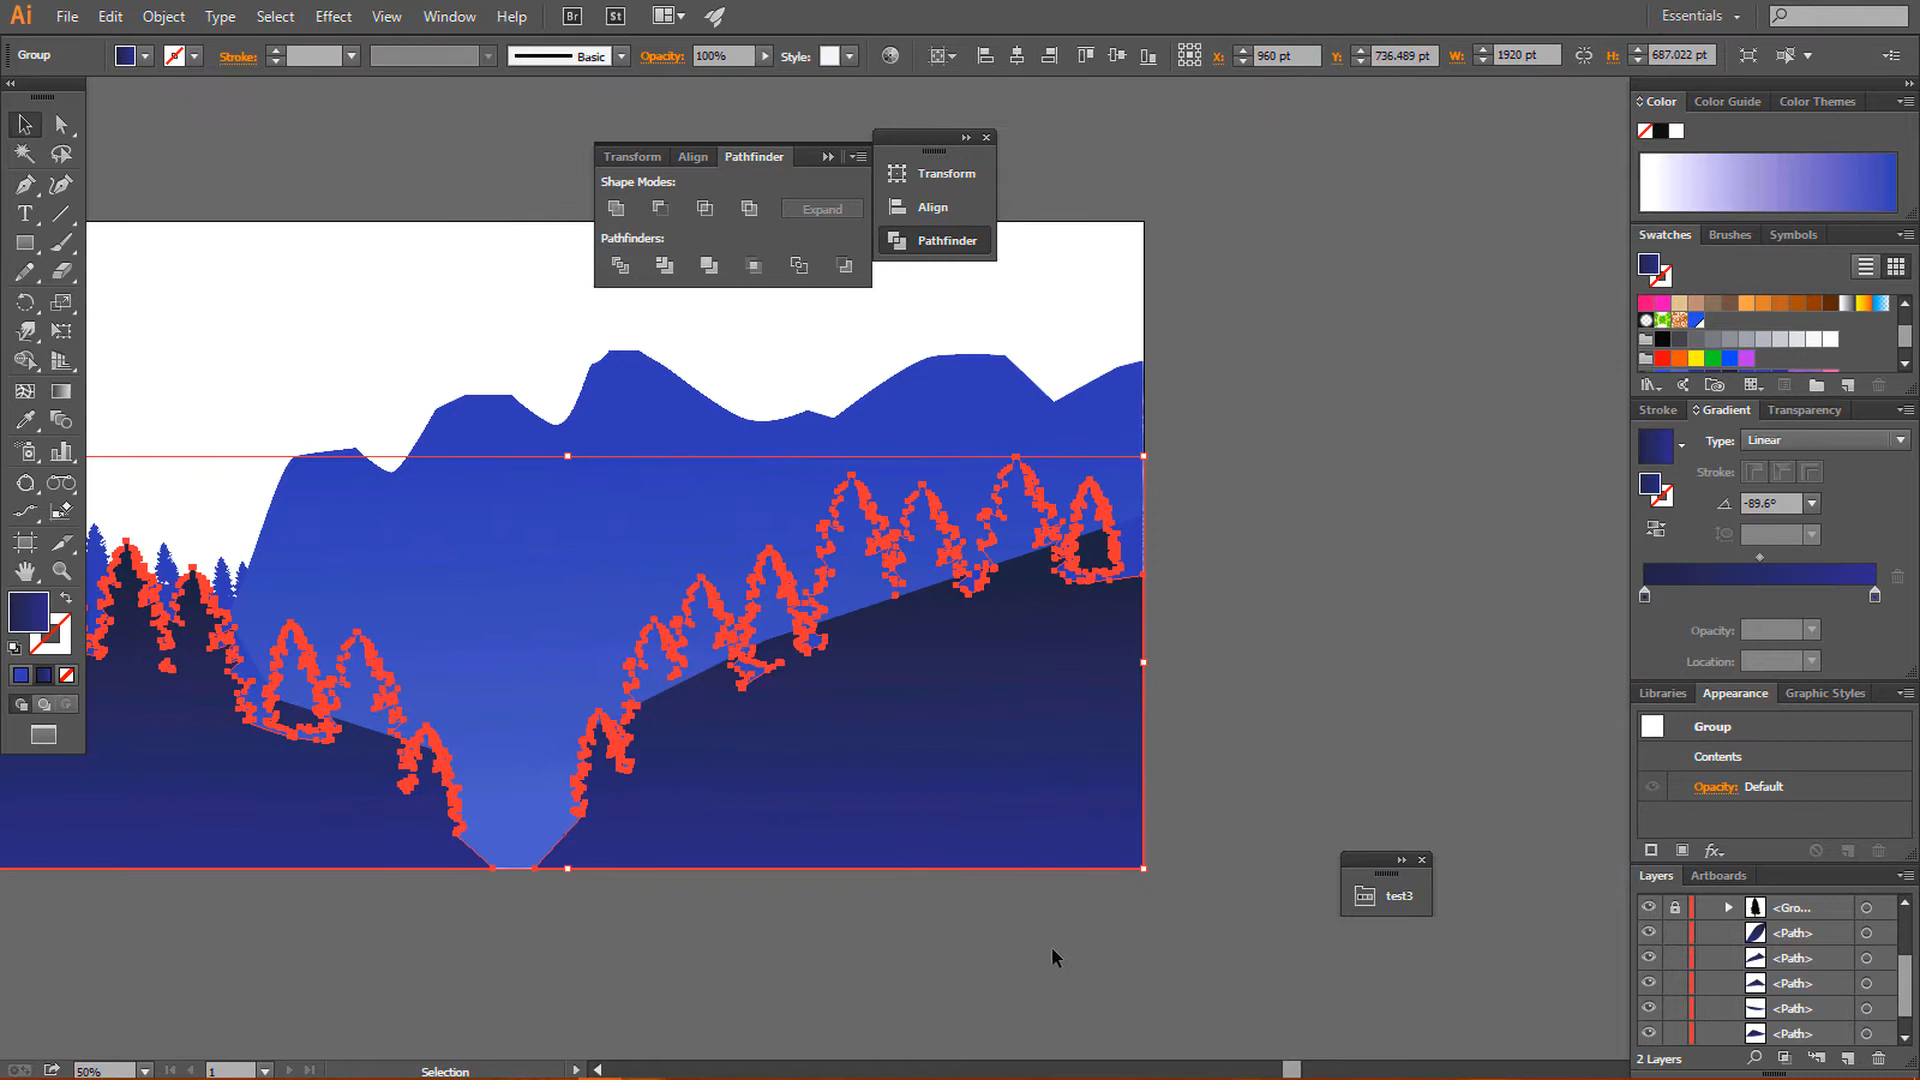 Ai File Edit Object Type Select Effect View Window Help Br St Essentials
Group Stroke: Basic Opacity: 100% Style: X: 960 pt Y: 736.489 pt W: 1920 pt H: 687.022 pt
Color Color Guide Color Themes
Transform Align Pathfinder
Shape Modes:
Expand
Pathfinders:
Transform
Align
Pathfinder
Swatches Brushes Symbols
Stroke Gradient Transparency
Type: Linear
Stroke:
-89.6°
Opacity:
Location:
Libraries Appearance Graphic Styles
Group
Contents
Opacity: Default
fx
Layers Artboards
<Gro...
<Path>
<Path>
<Path>
<Path>
<Path>
2 Layers
test3
50% 1 Selection